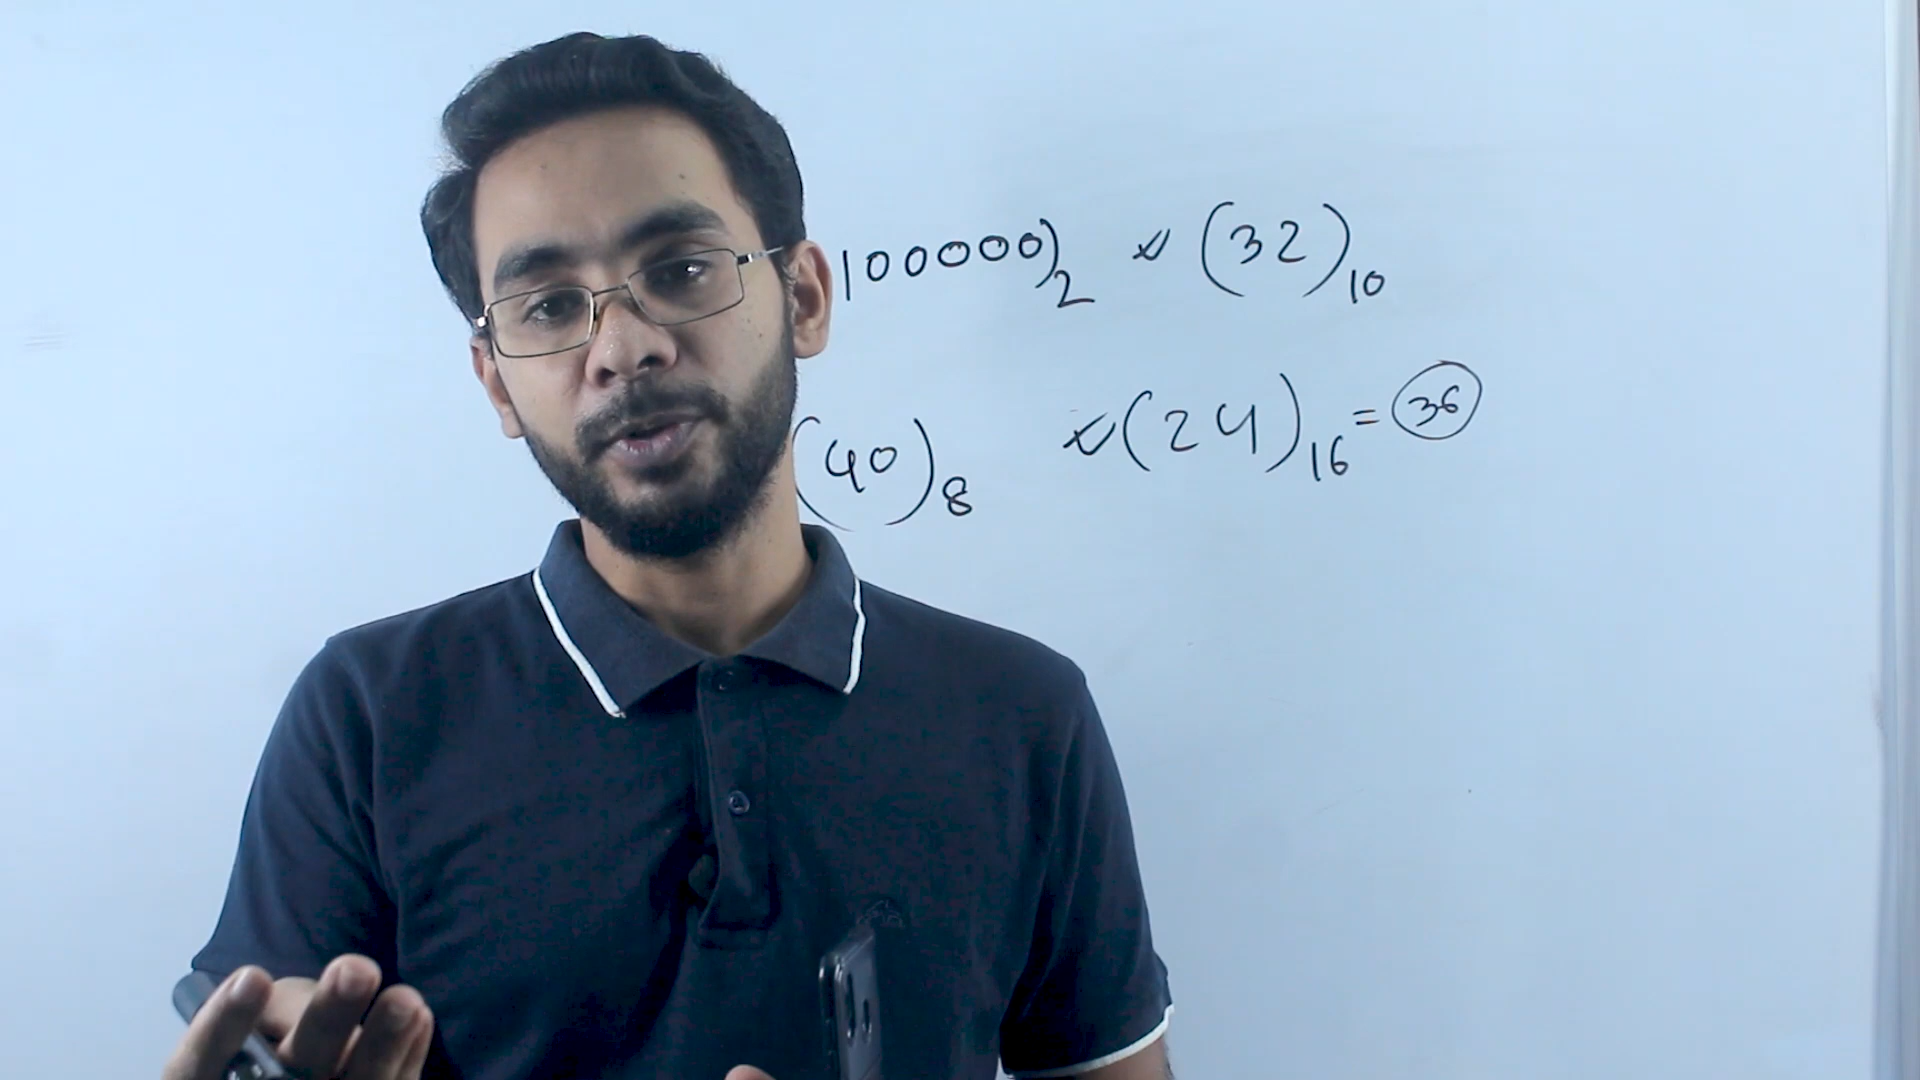 100000)₂ ✓ (32)₁₀
(40)₈ ✓ (24)₁₆ = 36